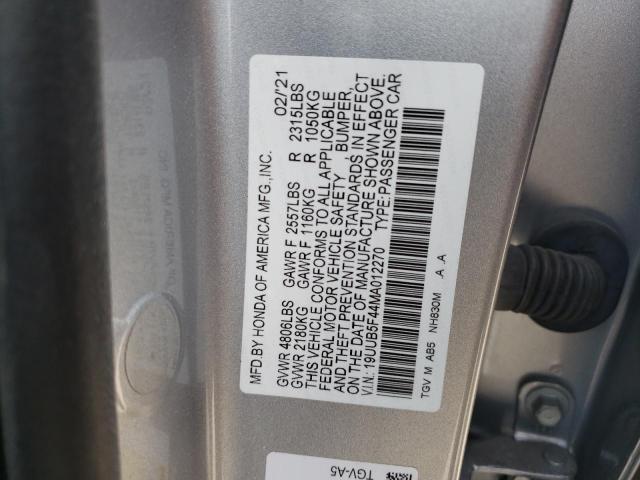 MFD.BY HONDA OF AMERICA MFG.,INC. 02/'21
GVWR 4806LBS GAWR F 2557LBS R 2315LBS
GVWR 2180KG GAWR F 1160KG R 1050KG
THIS VEHICLE CONFORMS TO ALL APPLICABLE
FEDERAL MOTOR VEHICLE SAFETY , BUMPER,
AND THEFT PREVENTION STANDARDS IN EFFECT
ON THE DATE OF MANUFACTURE SHOWN ABOVE.
V.I.N: 19UUB5F44MA012270 TYPE:PASSENGER CAR
TGV M AB5 NH830M A A
TGV-A5